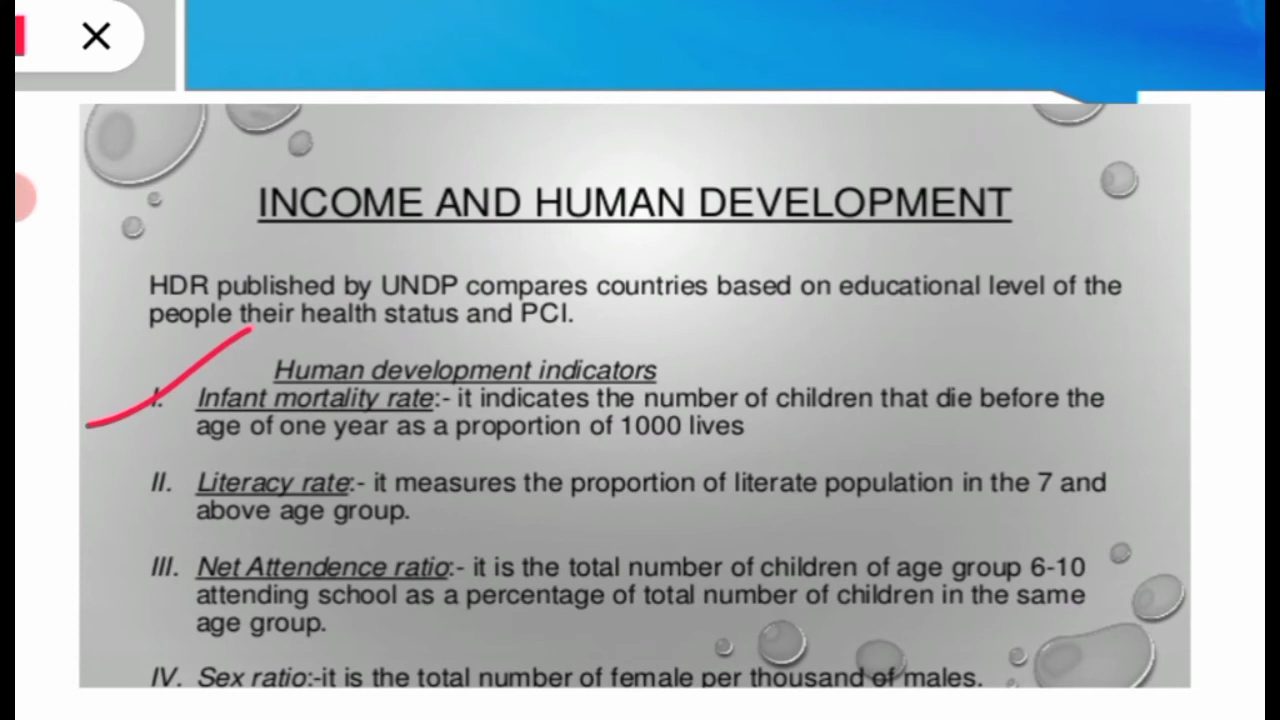 INCOME AND HUMAN DEVELOPMENT
HDR published by UNDP compares countries based on educational level of the
people their health status and PCI.
Human development indicators
I. Infant mortality rate:- it indicates the number of children that die before the
age of one year as a proportion of 1000 lives
II. Literacy rate:- it measures the proportion of literate population in the 7 and
above age group.
III. Net Attendence ratio:- it is the total number of children of age group 6-10
attending school as a percentage of total number of children in the same
age group.
IV. Sex ratio:-it is the total number of female per thousand of males.